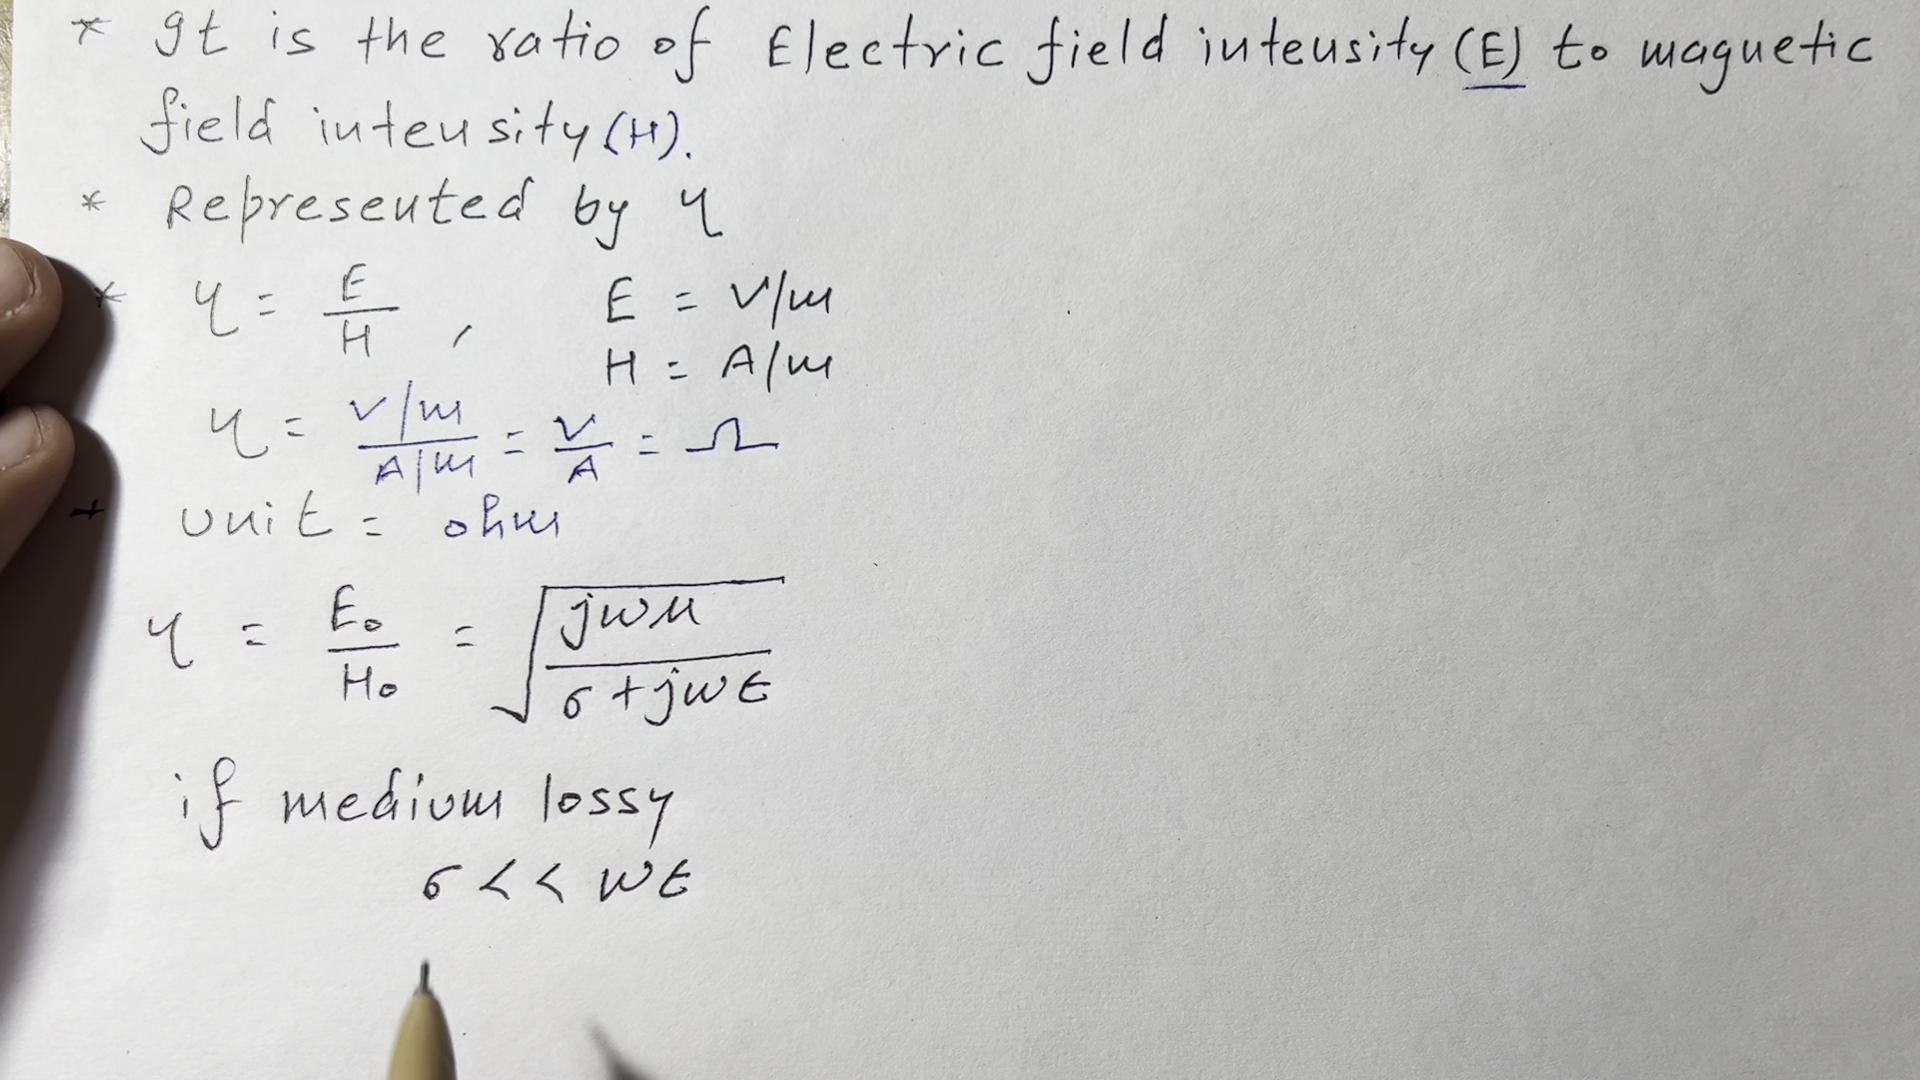 * It is the ratio of Electric field intensity (E) to magnetic
field intensity (H).
* Represented by η
* η = E/H , E = V/m
H = A/m
η = V/m / A/m = V/A = Ω
* unit = ohm
η = E₀/H₀ = √(jωμ / σ+jωε)
if medium lossy
σ << ωε